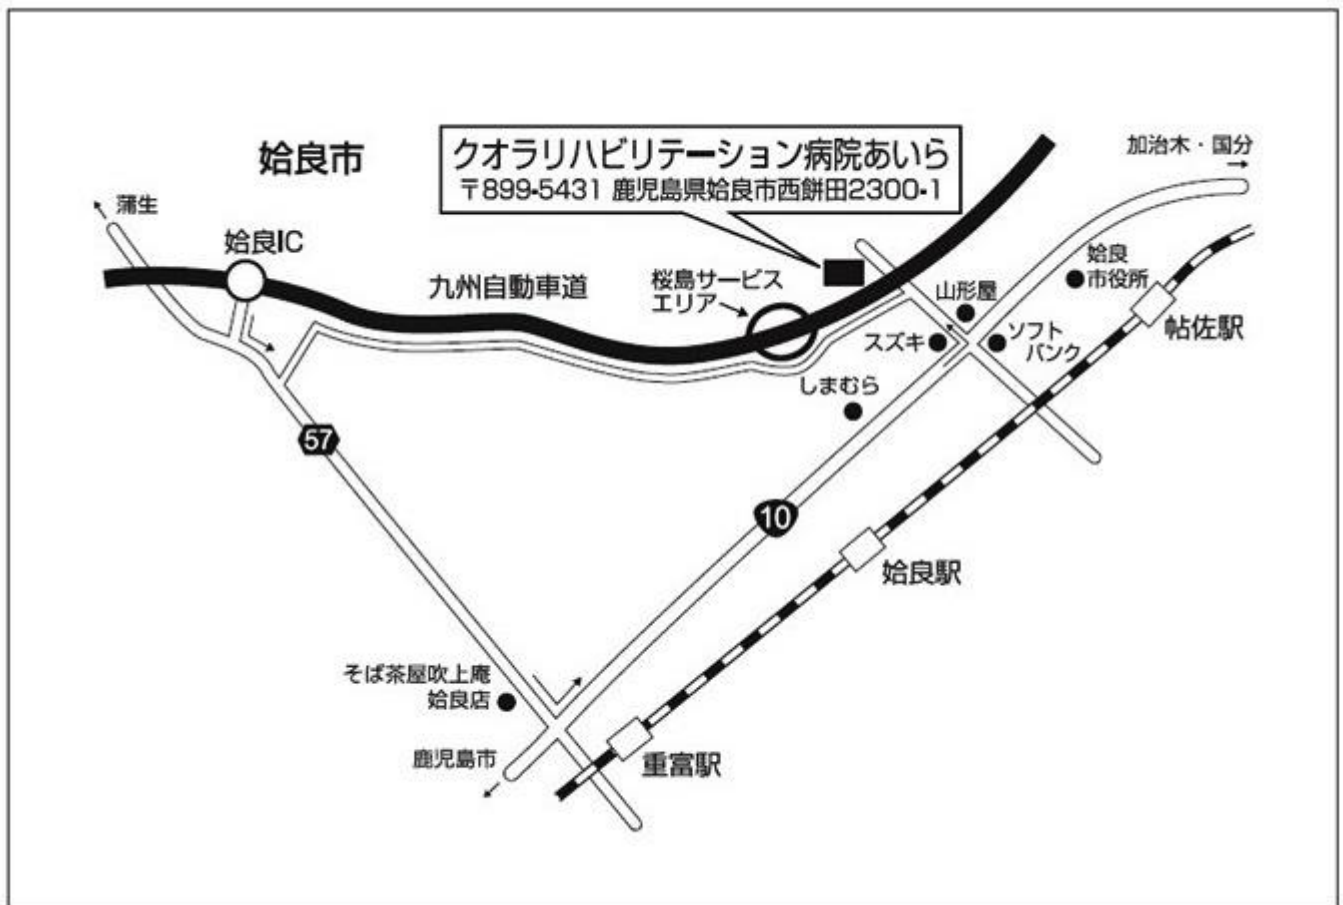 姶良市
クオラリハビリテーション病院あいら
〒899-5431 鹿児島県姶良市西餅田2300-1
加治木・国分
蒲生
姶良IC
九州自動車道
桜島サービス
エリア
姶良
市役所
山形屋
帖佐駅
スズキ
ソフト
バンク
しまむら
57
10
姶良駅
そば茶屋吹上庵
姶良店
鹿児島市
重富駅